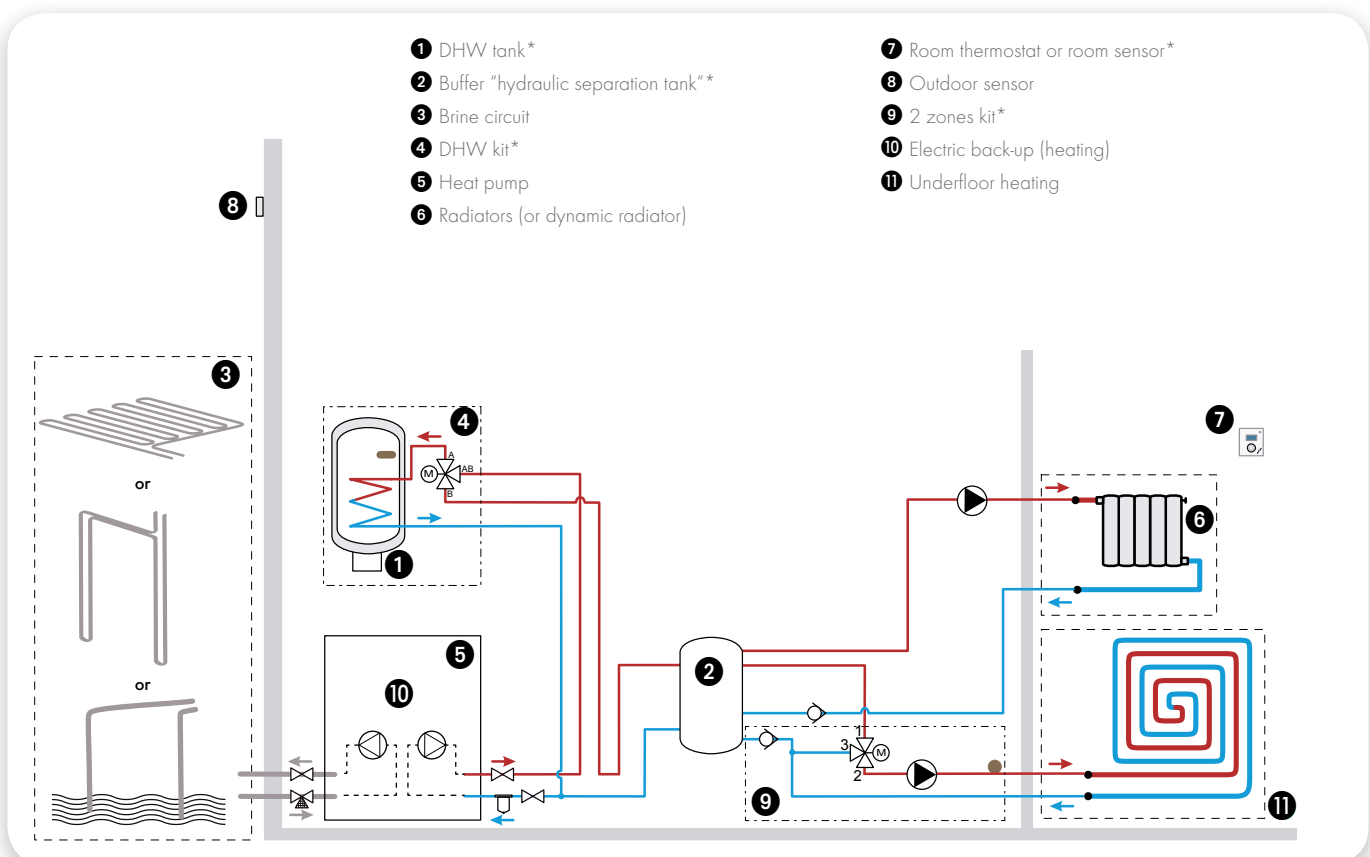 1 DHW tank*
2 Buffer "hydraulic separation tank"*
3 Brine circuit
4 DHW kit*
5 Heat pump
6 Radiators (or dynamic radiator)
7 Room thermostat or room sensor*
8 Outdoor sensor
9 2 zones kit*
10 Electric back-up (heating)
11 Underfloor heating
8
3
or
or
4
A
M
AB
B
1
5
10
2
7
6
1
3
M
2
9
11